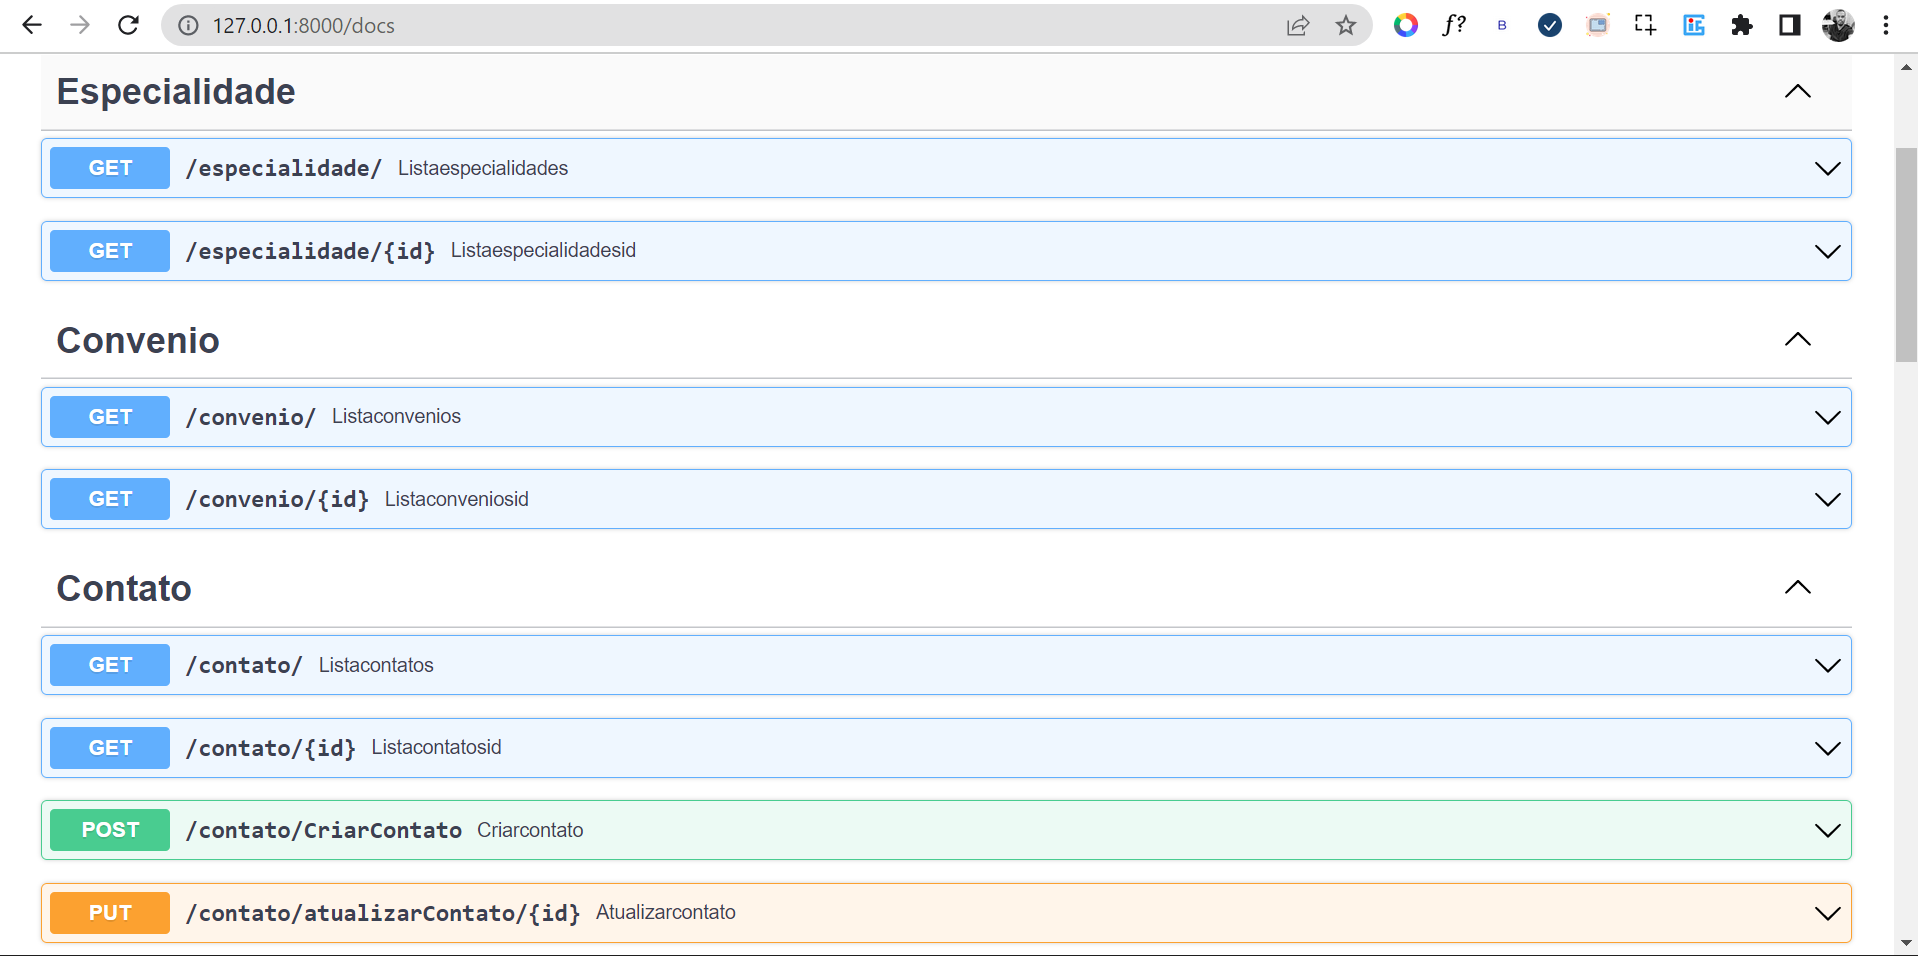 127.0.0.1:8000/docs
f?
B
Especialidade
GET /especialidade/ Listaespecialidades
GET /especialidade/{id} Listaespecialidadesid
Convenio
GET /convenio/ Listaconvenios
GET /convenio/{id} Listaconveniosid
Contato
GET /contato/ Listacontatos
GET /contato/{id} Listacontatosid
POST /contato/CriarContato Criarcontato
PUT /contato/atualizarContato/{id} Atualizarcontato